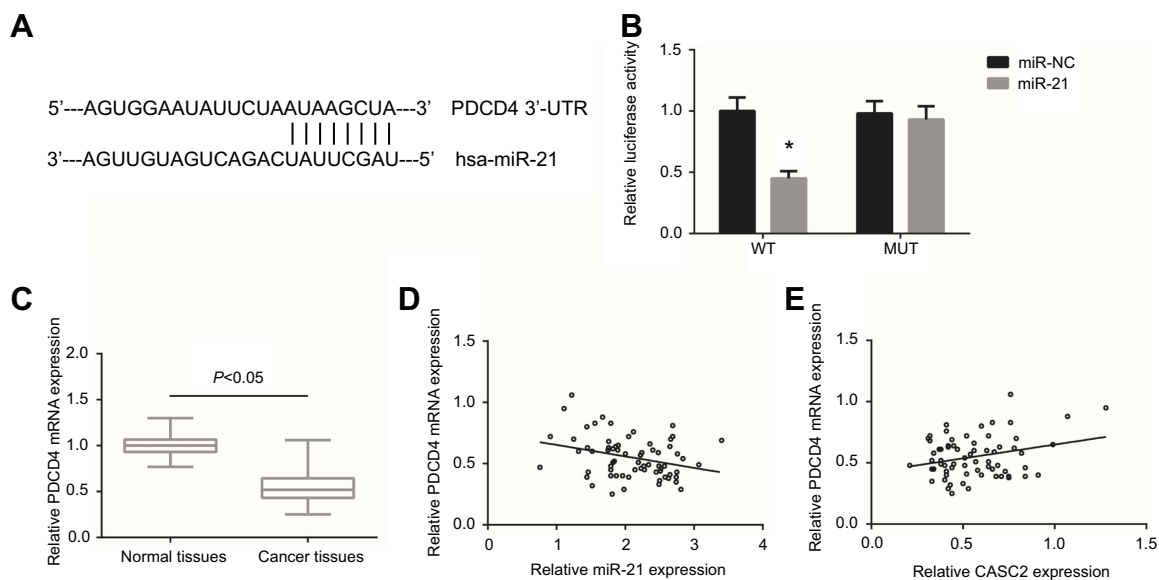 A
5’---AGUGGAAUAUUCUAAUAAGCUA---3’ PDCD4 3’-UTR
3’---AGUUGUAGUCAGACUAUUCGAU---5’ hsa-miR-21
B
Relative luciferase activity
1.5
1.0
0.5
0.0
*
WT
MUT
miR-NC
miR-21
C
Relative PDCD4 mRNA expression
2.0
1.5
1.0
0.5
0.0
P<0.05
Normal tissues
Cancer tissues
D
Relative PDCD4 mRNA expression
1.5
1.0
0.5
0.0
0 1 2 3 4
Relative miR-21 expression
E
Relative PDCD4 mRNA expression
1.5
1.0
0.5
0.0
0.0 0.5 1.0 1.5
Relative CASC2 expression